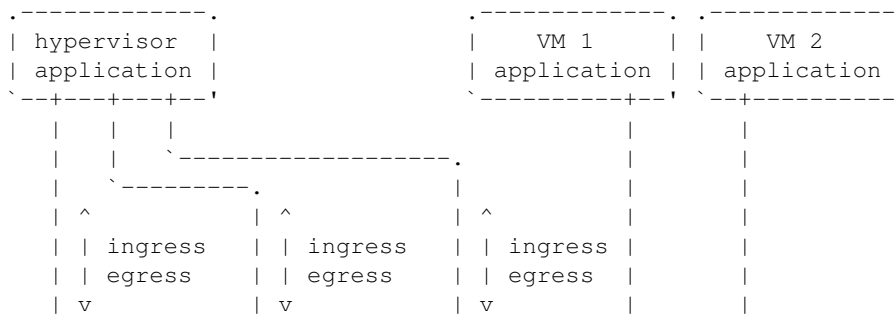 hypervisor
application
VM 1
application
VM 2
application
ingress
egress
ingress
egress
ingress
egress